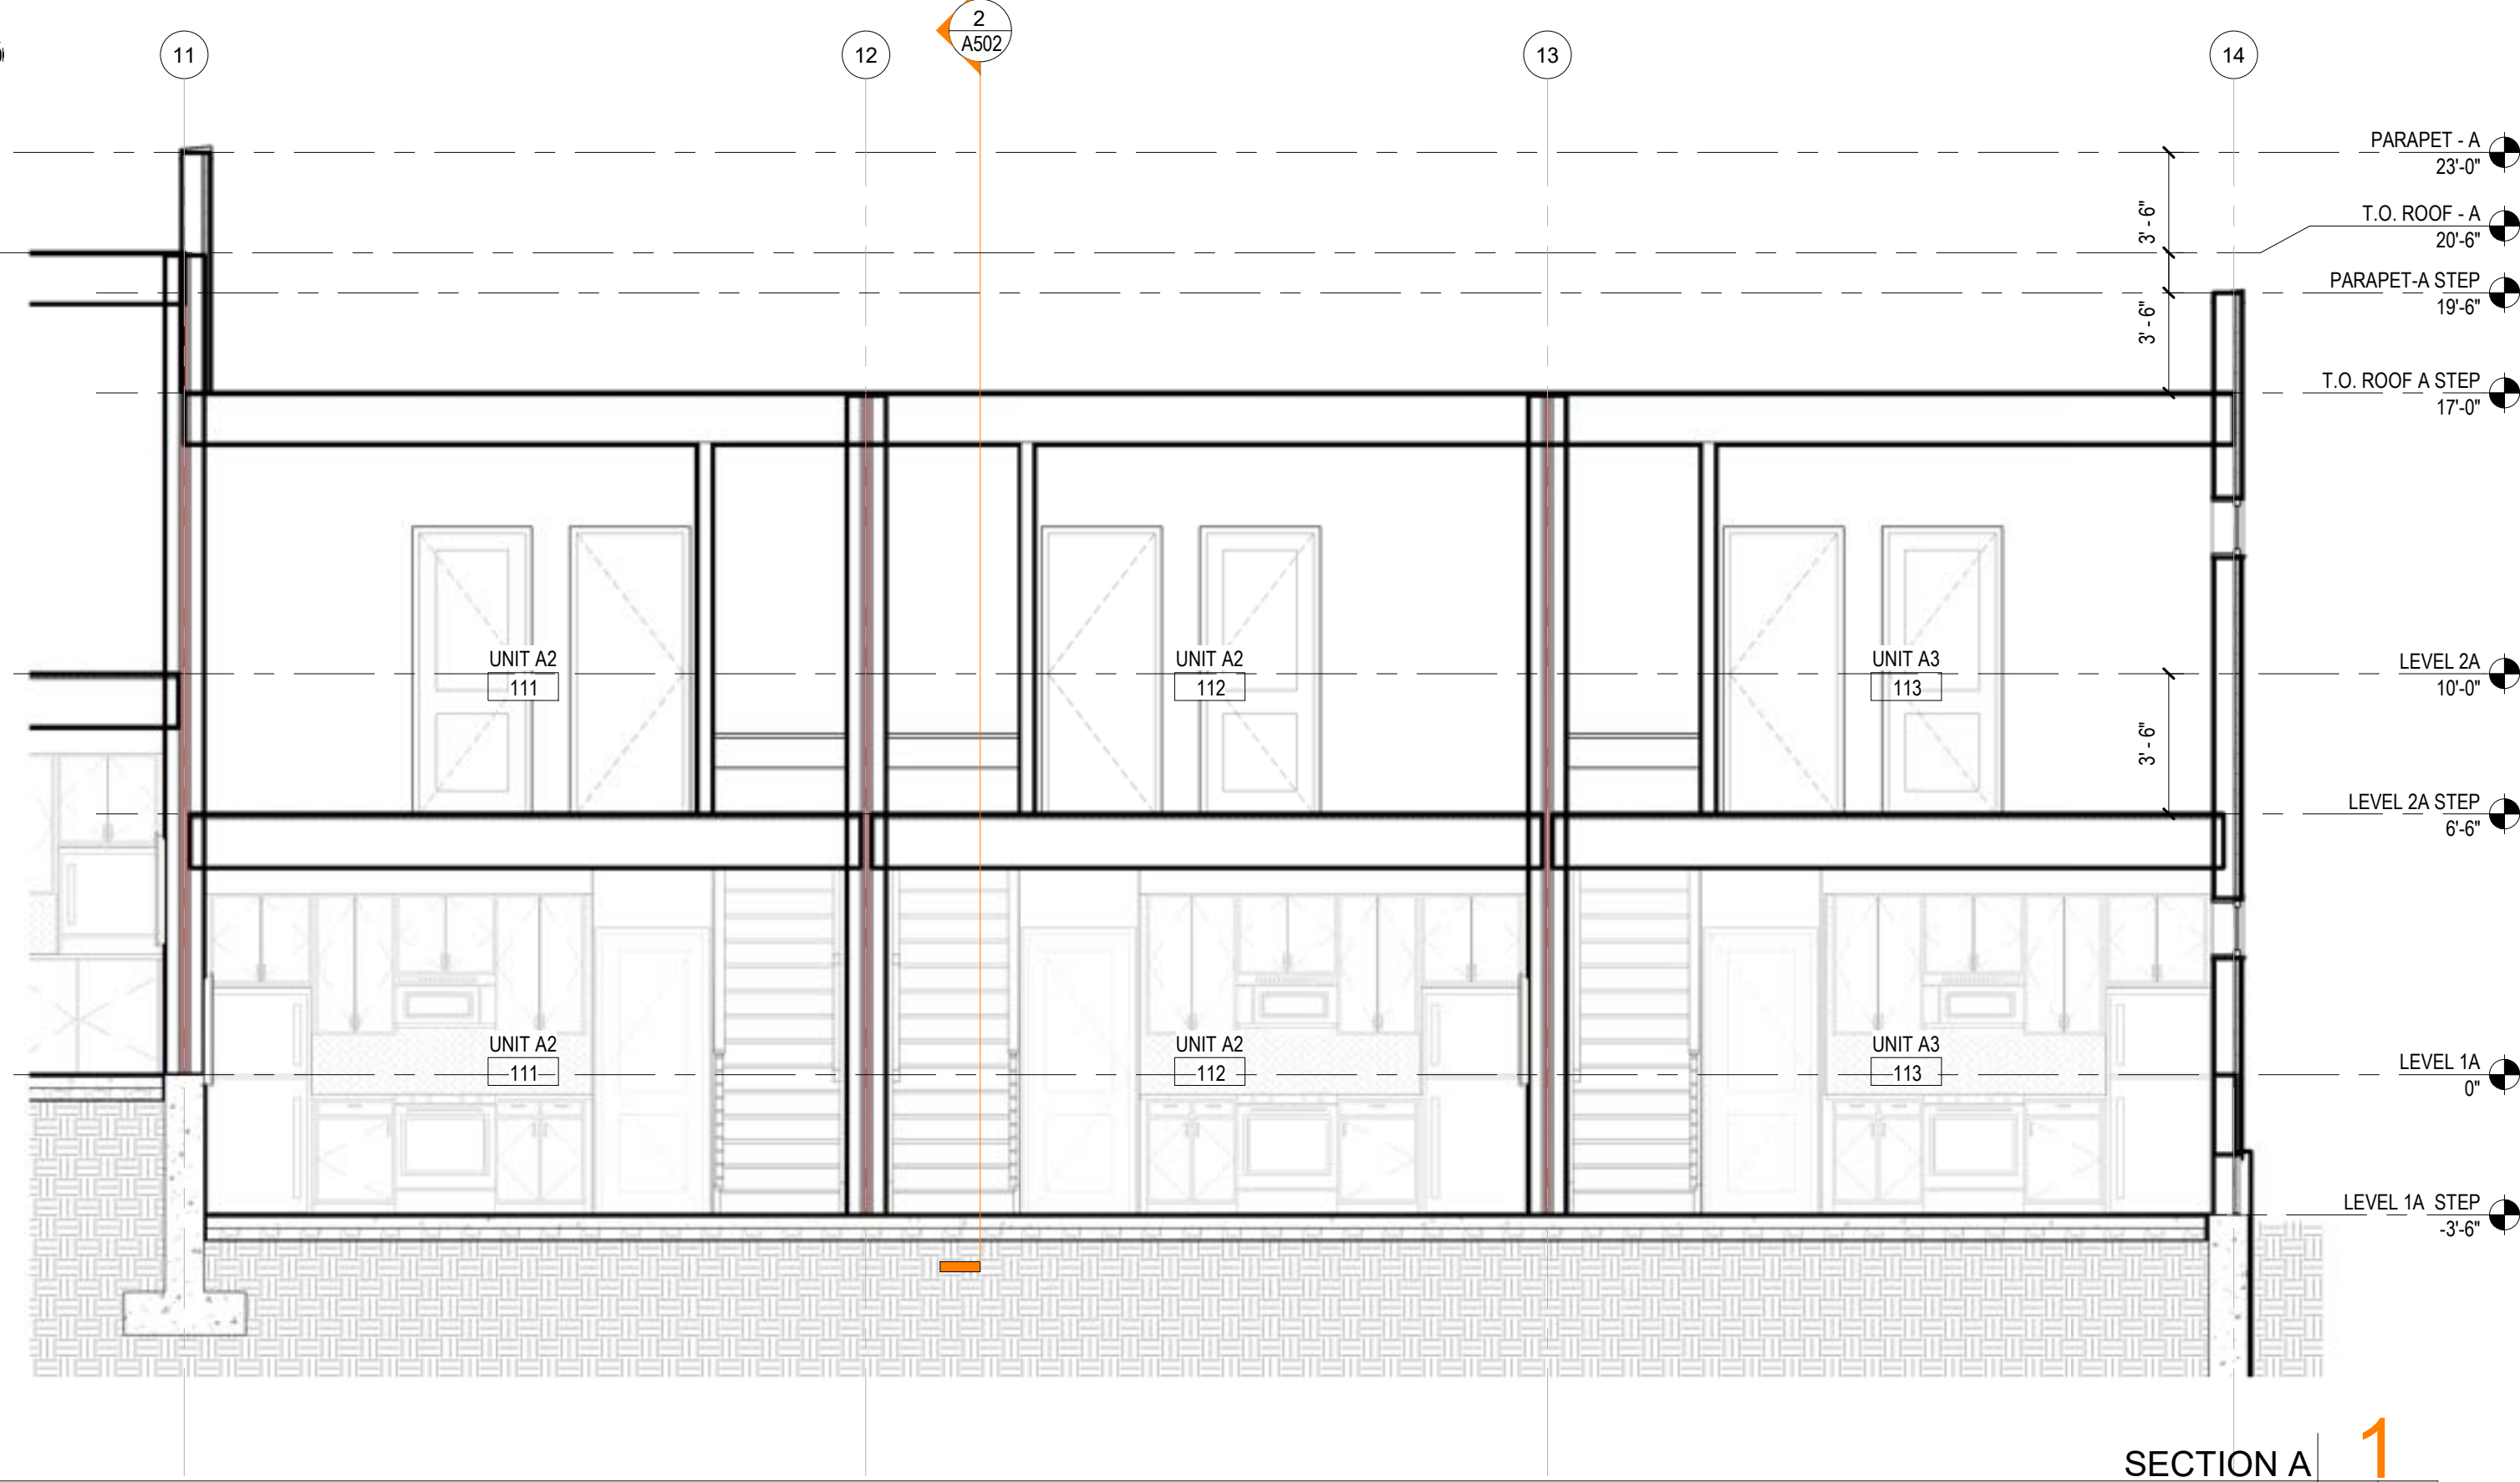 11
12
2
A502
13
14
PARAPET - A
23'-0"
3' - 6"
T.O. ROOF - A
20'-6"
PARAPET-A STEP
19'-6"
3' - 6"
T.O. ROOF A STEP
17'-0"
UNIT A2
111
UNIT A2
112
UNIT A3
113
LEVEL 2A
10'-0"
3' - 6"
LEVEL 2A STEP
6'-6"
UNIT A2
111
UNIT A2
112
UNIT A3
113
LEVEL 1A
0"
LEVEL 1A STEP
-3'-6"
SECTION A
1